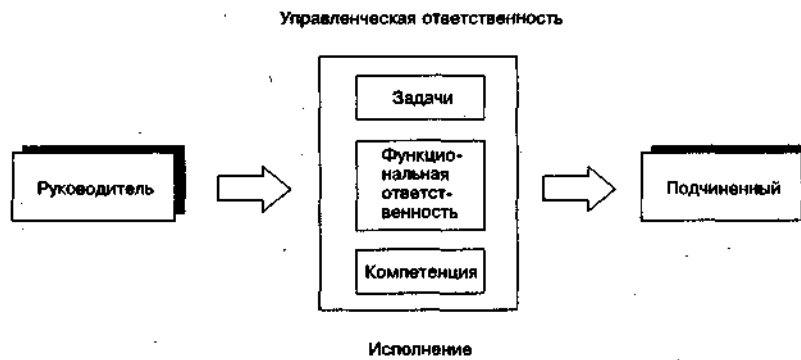 Управленческая ответственность
Задачи
Руководитель
Функцио-
нальная
ответст-
венность
Подчиненный
Компетенция
Исполнение